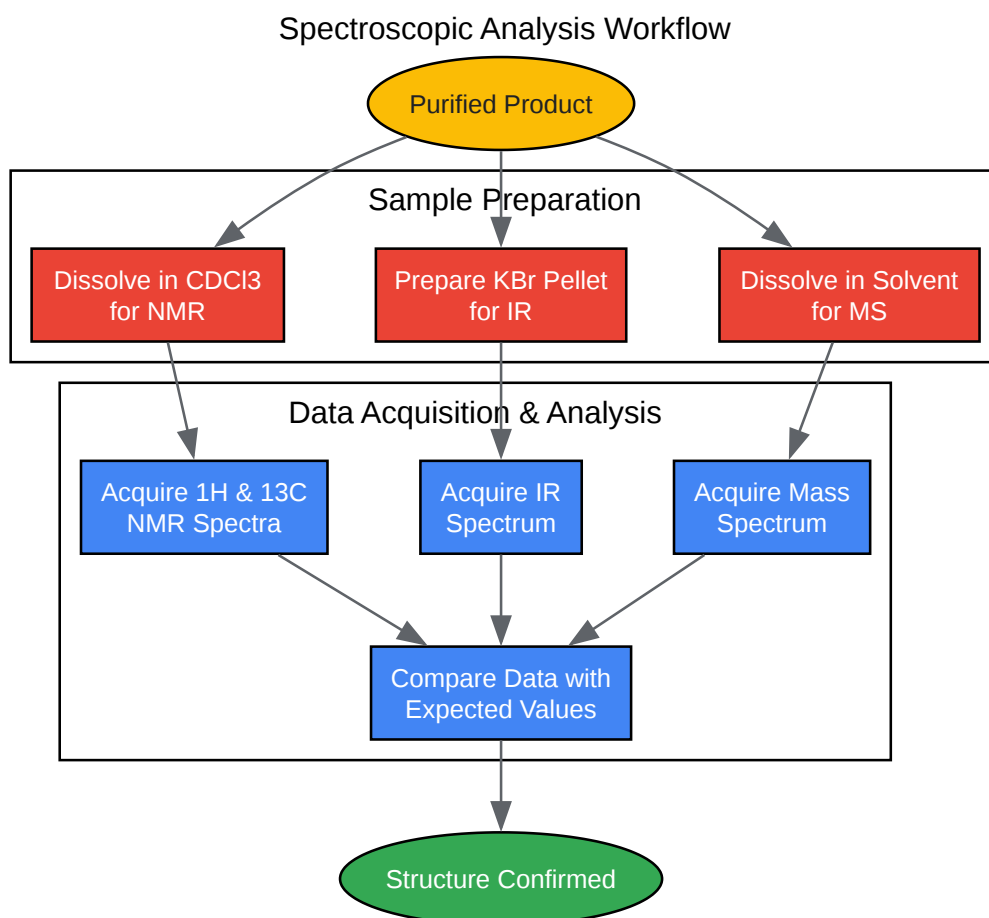 Spectroscopic Analysis Workflow
Purified Product
Sample Preparation
Dissolve in CDCl3
for NMR
Prepare KBr Pellet
for IR
Dissolve in Solvent
for MS
Data Acquisition & Analysis
Acquire 1H & 13C
NMR Spectra
Acquire IR
Spectrum
Acquire Mass
Spectrum
Compare Data with
Expected Values
Structure Confirmed